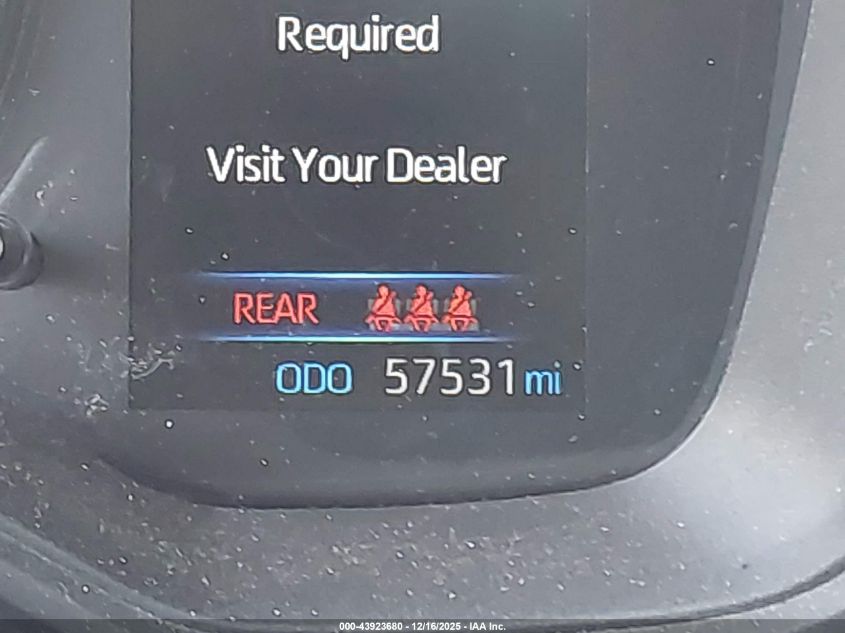 Required
Visit Your Dealer
REAR
ODO 57531 mi
000-43923680 - 12/16/2025 - IAA Inc.